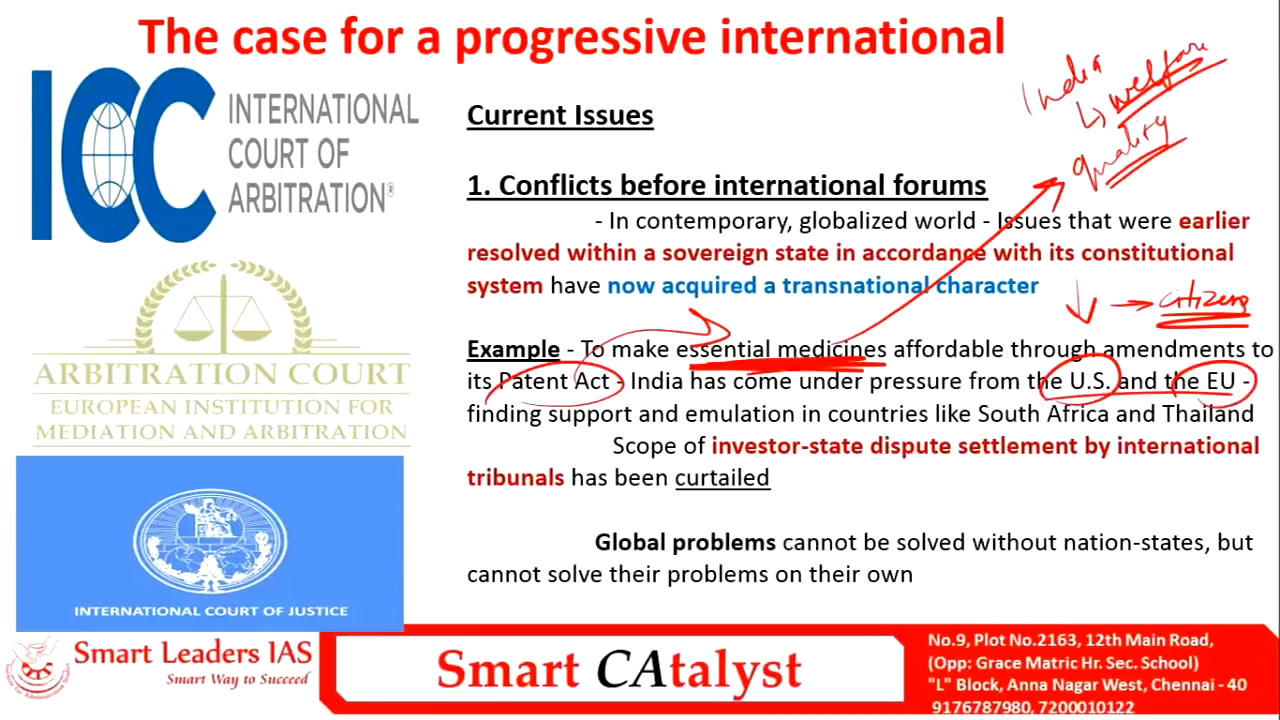 The case for a progressive international
ICC INTERNATIONAL
COURT OF
ARBITRATION®
ARBITRATION COURT
EUROPEAN INSTITUTION FOR
MEDIATION AND ARBITRATION
INTERNATIONAL COURT OF JUSTICE
Current Issues
1. Conflicts before international forums
- In contemporary, globalized world - Issues that were earlier
resolved within a sovereign state in accordance with its constitutional
system have now acquired a transnational character
Example - To make essential medicines affordable through amendments to
its Patent Act - India has come under pressure from the U.S. and the EU -
finding support and emulation in countries like South Africa and Thailand
Scope of investor-state dispute settlement by international
tribunals has been curtailed
Global problems cannot be solved without nation-states, but
cannot solve their problems on their own
India
welfare
quality
citizens
Smart Leaders IAS
Smart Way to Succeed
Smart CAtalyst
No.9, Plot No.2163, 12th Main Road,
(Opp: Grace Matric Hr. Sec. School)
"L" Block, Anna Nagar West, Chennai - 40
9176787980, 7200010122